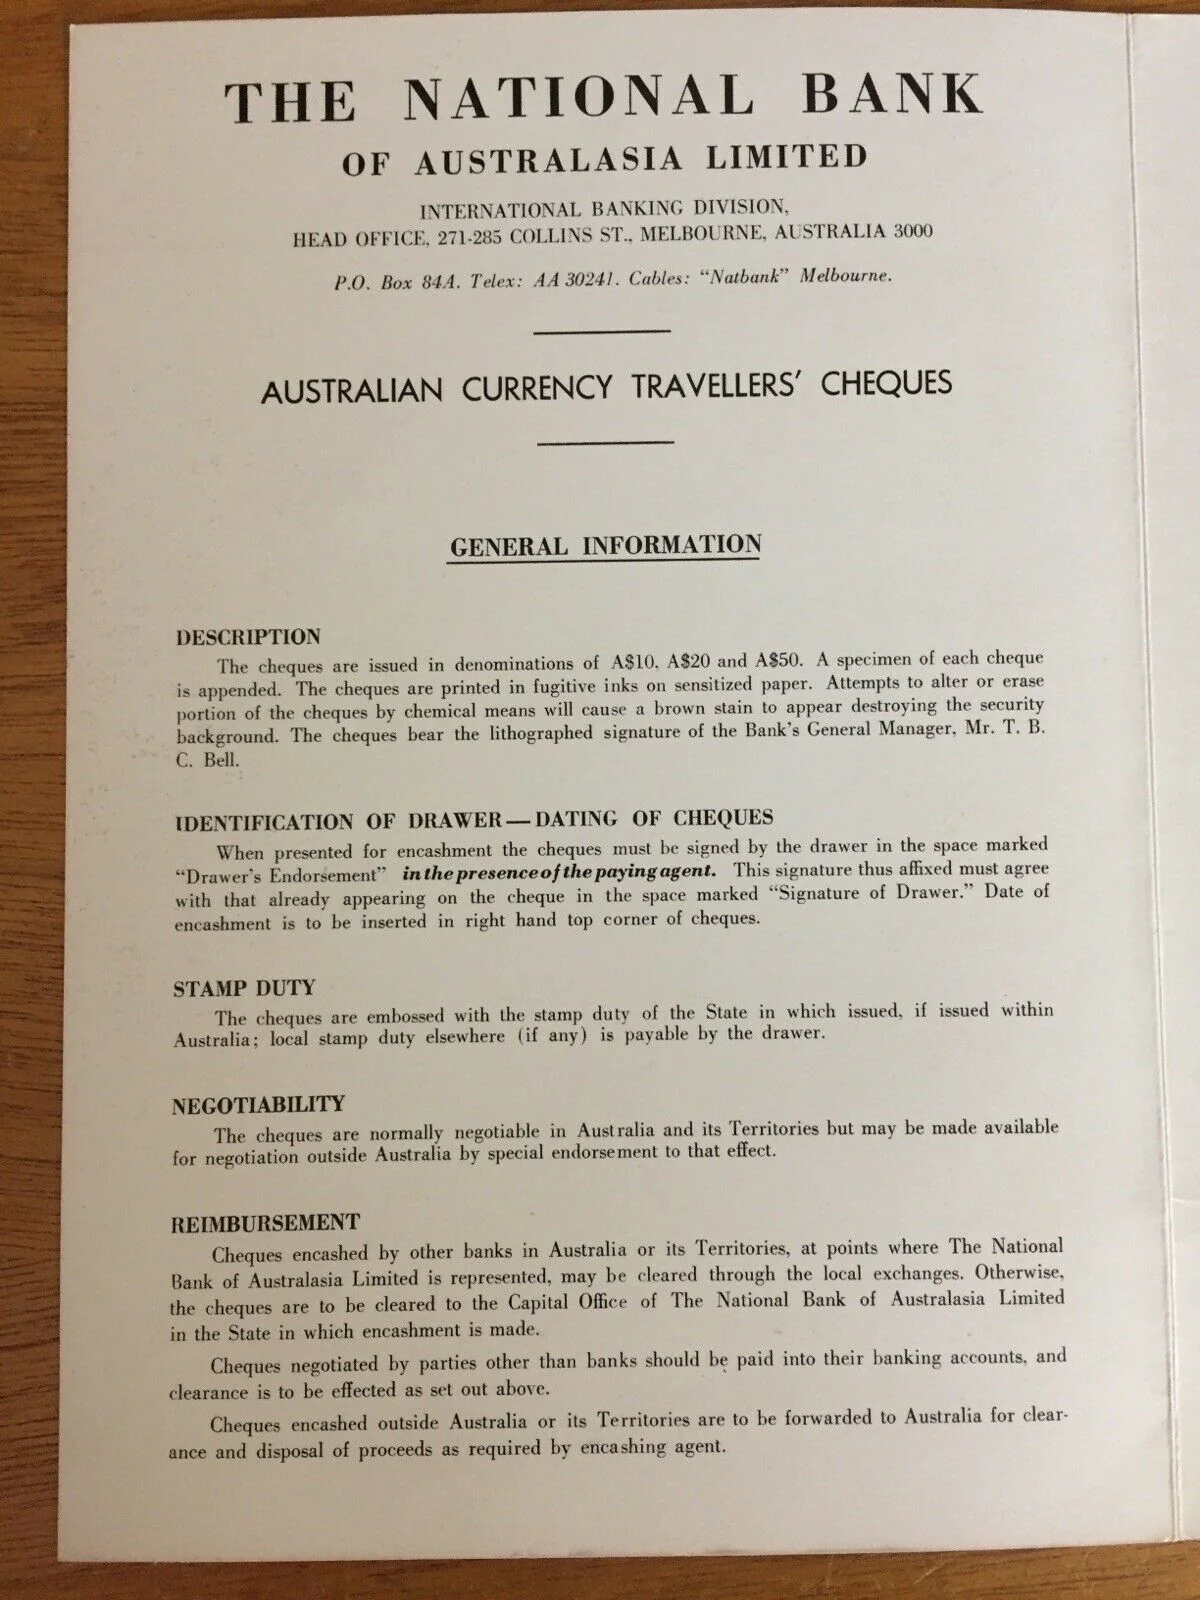 THE NATIONAL BANK
OF AUSTRALASIA LIMITED
INTERNATIONAL BANKING DIVISION,
HEAD OFFICE, 271-285 COLLINS ST., MELBOURNE, AUSTRALIA 3000
P.O. Box 84A. Telex: AA 30241. Cables: “Natbank” Melbourne.
AUSTRALIAN CURRENCY TRAVELLERS’ CHEQUES
GENERAL INFORMATION
DESCRIPTION
The cheques are issued in denominations of A$10, A$20 and A$50. A specimen of each cheque
is appended. The cheques are printed in fugitive inks on sensitized paper. Attempts to alter or erase
portion of the cheques by chemical means will cause a brown stain to appear destroying the security
background. The cheques bear the lithographed signature of the Bank’s General Manager, Mr. T. B.
C. Bell.
IDENTIFICATION OF DRAWER — DATING OF CHEQUES
When presented for encashment the cheques must be signed by the drawer in the space marked
“Drawer’s Endorsement” in the presence of the paying agent. This signature thus affixed must agree
with that already appearing on the cheque in the space marked “Signature of Drawer.” Date of
encashment is to be inserted in right hand top corner of cheques.
STAMP DUTY
The cheques are embossed with the stamp duty of the State in which issued, if issued within
Australia; local stamp duty elsewhere (if any) is payable by the drawer.
NEGOTIABILITY
The cheques are normally negotiable in Australia and its Territories but may be made available
for negotiation outside Australia by special endorsement to that effect.
REIMBURSEMENT
Cheques encashed by other banks in Australia or its Territories, at points where The National
Bank of Australasia Limited is represented, may be cleared through the local exchanges. Otherwise,
the cheques are to be cleared to the Capital Office of The National Bank of Australasia Limited
in the State in which encashment is made.
Cheques negotiated by parties other than banks should be paid into their banking accounts, and
clearance is to be effected as set out above.
Cheques encashed outside Australia or its Territories are to be forwarded to Australia for clear-
ance and disposal of proceeds as required by encashing agent.